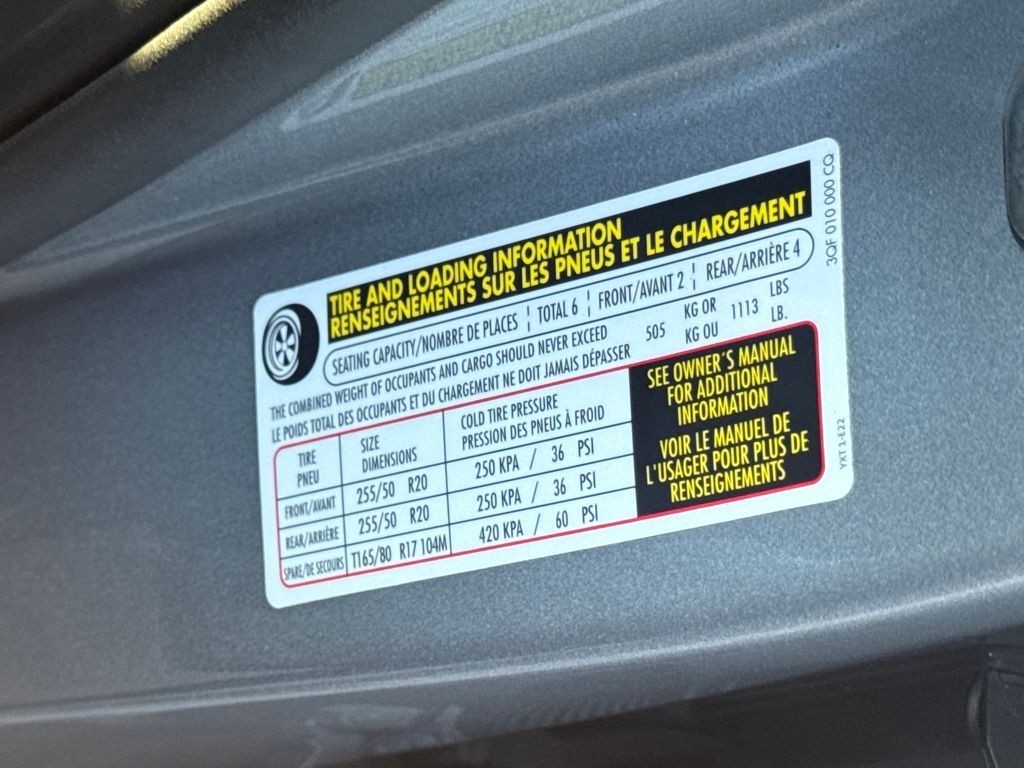 TIRE AND LOADING INFORMATION
RENSEIGNEMENTS SUR LES PNEUS ET LE CHARGEMENT
SEATING CAPACITY/NOMBRE DE PLACES ¦ TOTAL 6 ¦ FRONT/AVANT 2 ¦ REAR/ARRIÈRE 4
THE COMBINED WEIGHT OF OCCUPANTS AND CARGO SHOULD NEVER EXCEED
LE POIDS TOTAL DES OCCUPANTS ET DU CHARGEMENT NE DOIT JAMAIS DÉPASSER
505
KG OR
KG OU
1113
LBS
LB.
TIRE
PNEU
SIZE
DIMENSIONS
COLD TIRE PRESSURE
PRESSION DES PNEUS À FROID
FRONT/AVANT 255/50 R20 250 KPA / 36 PSI
REAR/ARRIÈRE 255/50 R20 250 KPA / 36 PSI
SPARE/DE SECOURS T165/80 R17 104M 420 KPA / 60 PSI
SEE OWNER´S MANUAL
FOR ADDITIONAL
INFORMATION
VOIR LE MANUEL DE
L'USAGER POUR PLUS DE
RENSEIGNEMENTS
3QF 010 000 CQ
YXT 1-E22